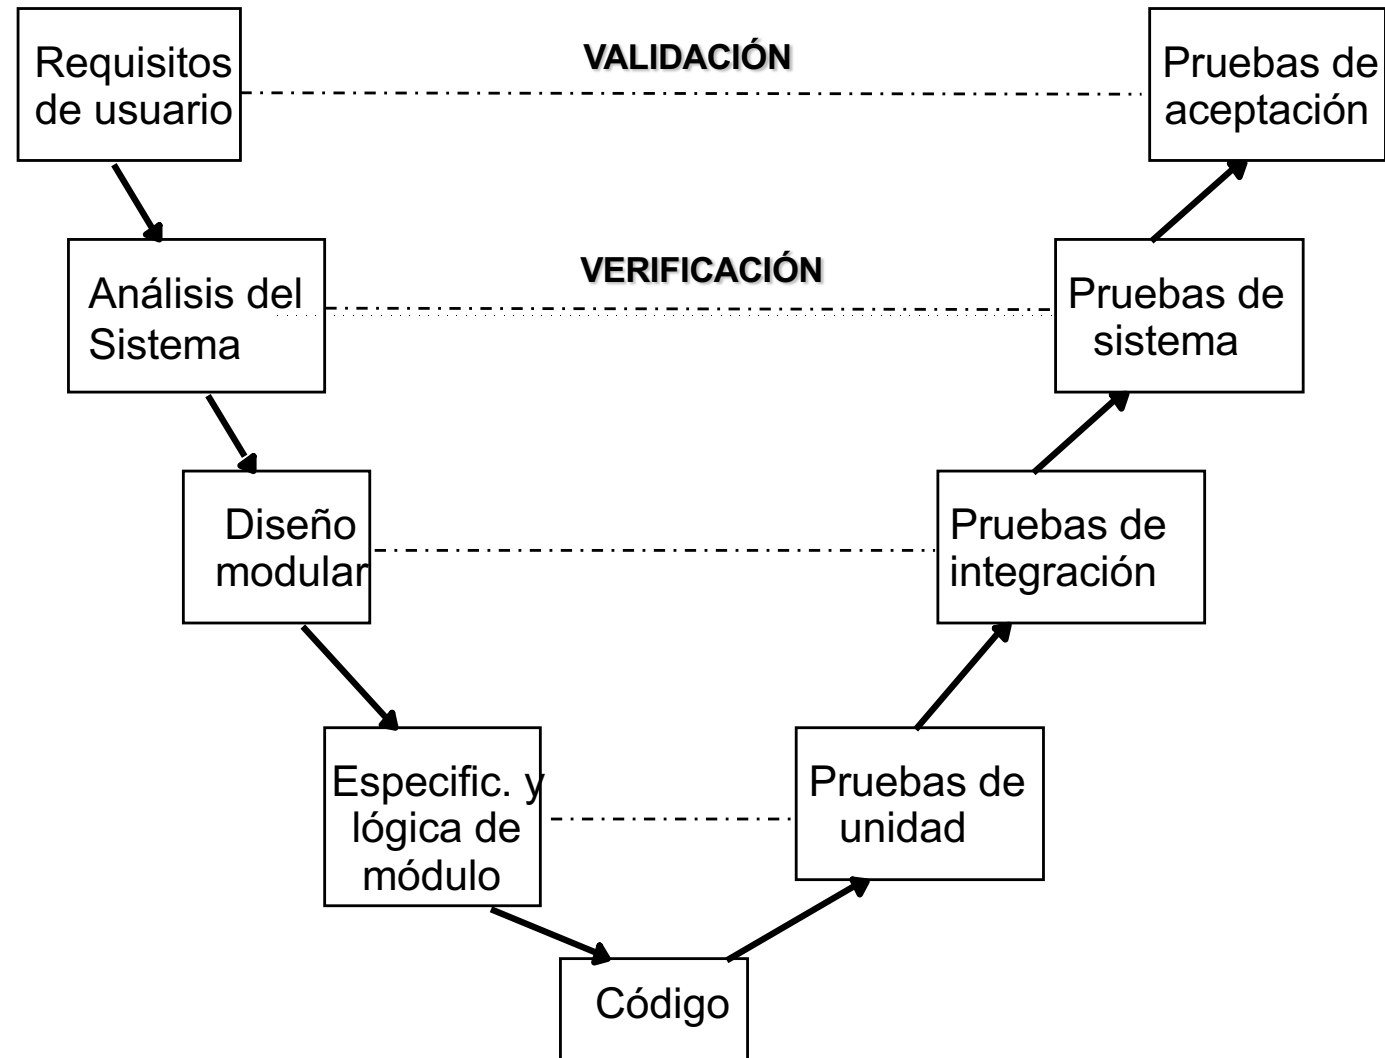 Requisitos
de usuario
VALIDACIÓN
Pruebas de
aceptación
Análisis del
Sistema
VERIFICACIÓN
Pruebas de
sistema
Diseño
modular
Pruebas de
integración
Especific. y
lógica de
módulo
Pruebas de
unidad
Código